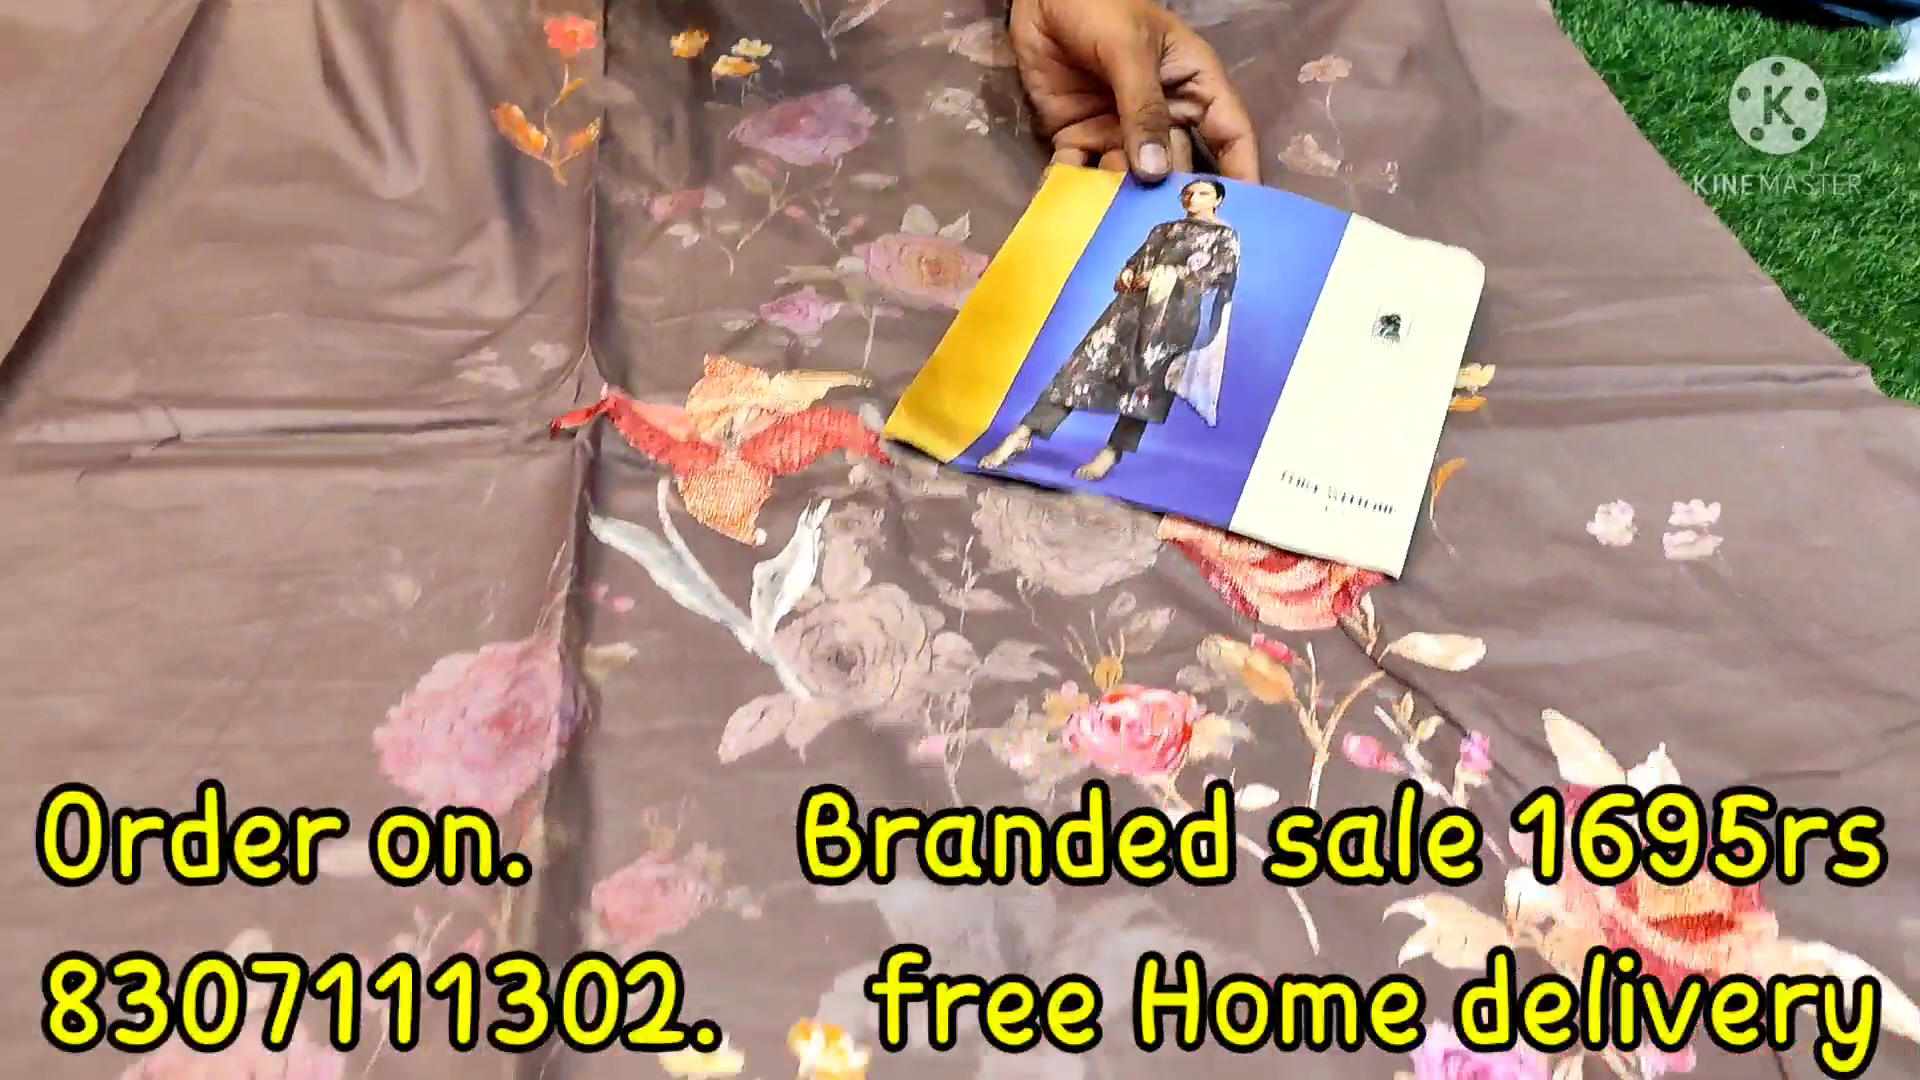 KINEMASTER
Order on.
8307111302.
Branded sale 1695rs
free Home delivery